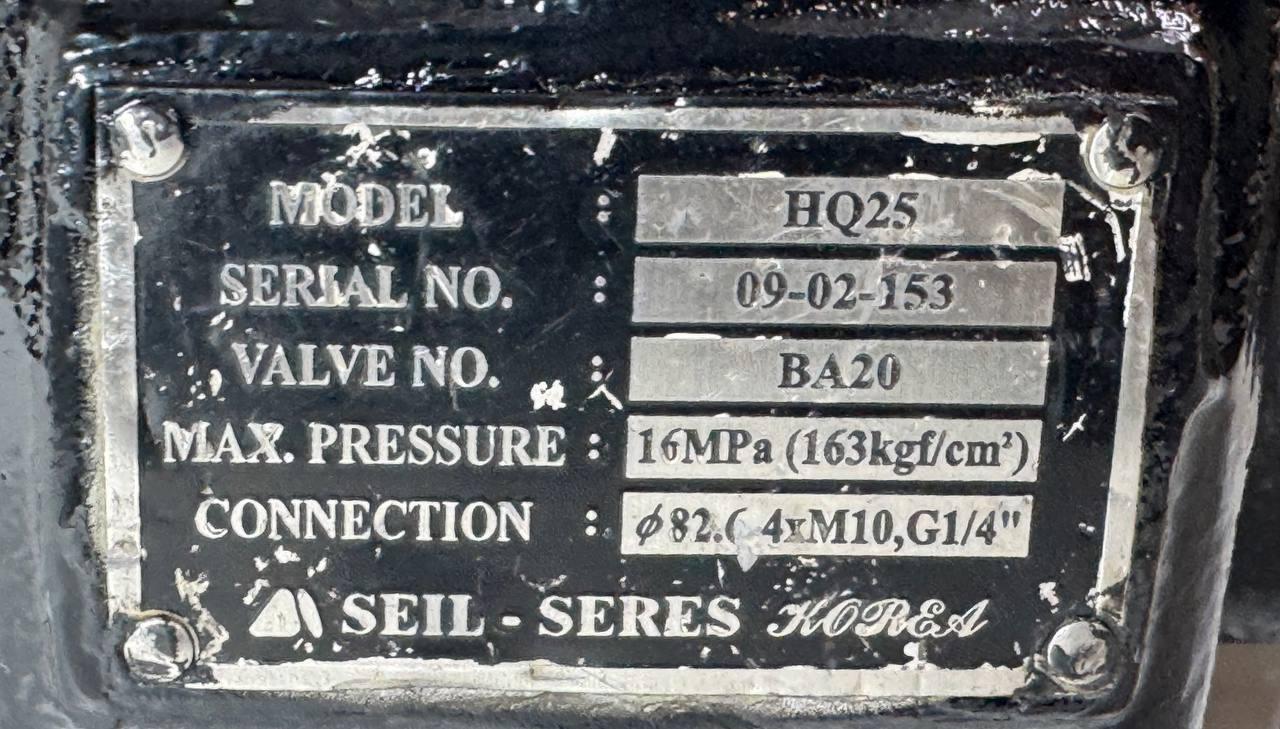 MODEL : HQ25
SERIAL NO. : 09-02-153
VALVE NO. : BA20
MAX. PRESSURE : 16MPa (163kgf/cm²)
CONNECTION : ϕ 4xM10,G1/4"
SEIL - SERES KOREA